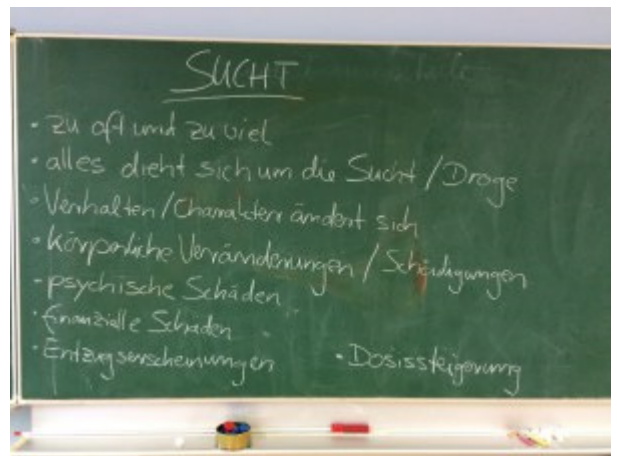 SUCHT
• zu oft und zu viel
• alles dreht sich um die Sucht / Droge
• Verhalten / Charakter ändert sich
• körperliche Veränderungen / Schädigungen
- psychische Schäden
• finanzielle Schäden
• Entzugserscheinungen
• Dosissteigerung